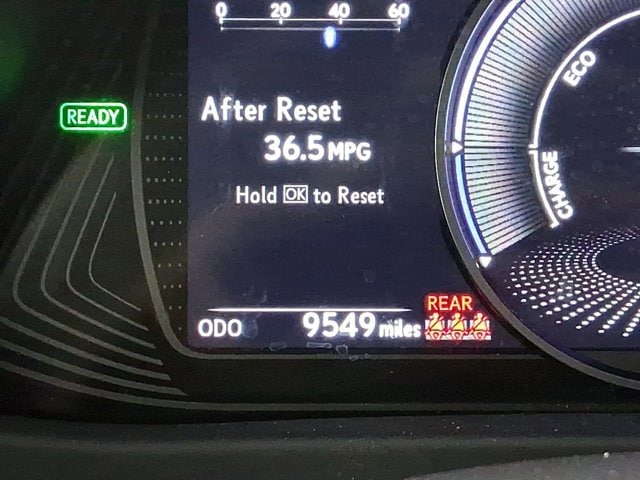 0 20 40 60
READY
After Reset
36.5 MPG
Hold OK to Reset
ECO
CHARGE
REAR
ODO 9549 miles